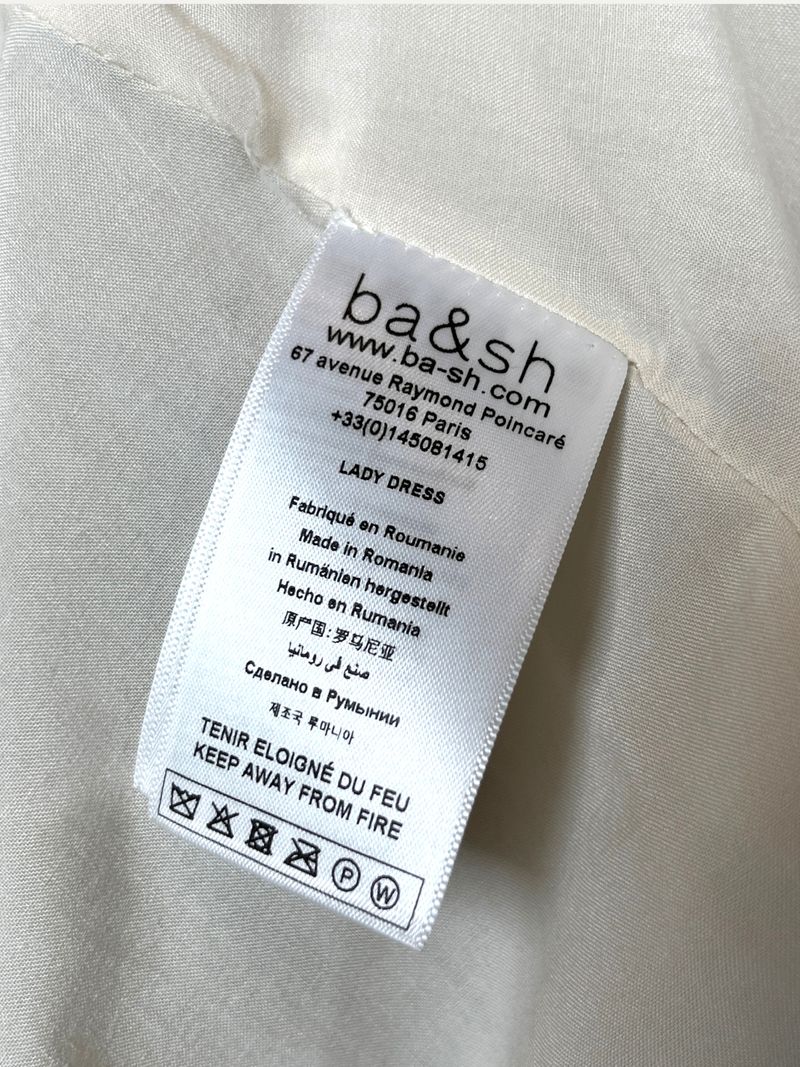 ba&sh
www.ba-sh.com
67 avenue Raymond Poincaré
75016 Paris
+33(0)145081415
LADY DRESS
Fabriqué en Roumanie
Made in Romania
in Rumánien hergestellt
Hecho en Rumania
原产国:罗马尼亚
صنع في رومانيا
Сделано в Румынии
제조국 루마니아
TENIR ELOIGNÉ DU FEU
KEEP AWAY FROM FIRE
P W